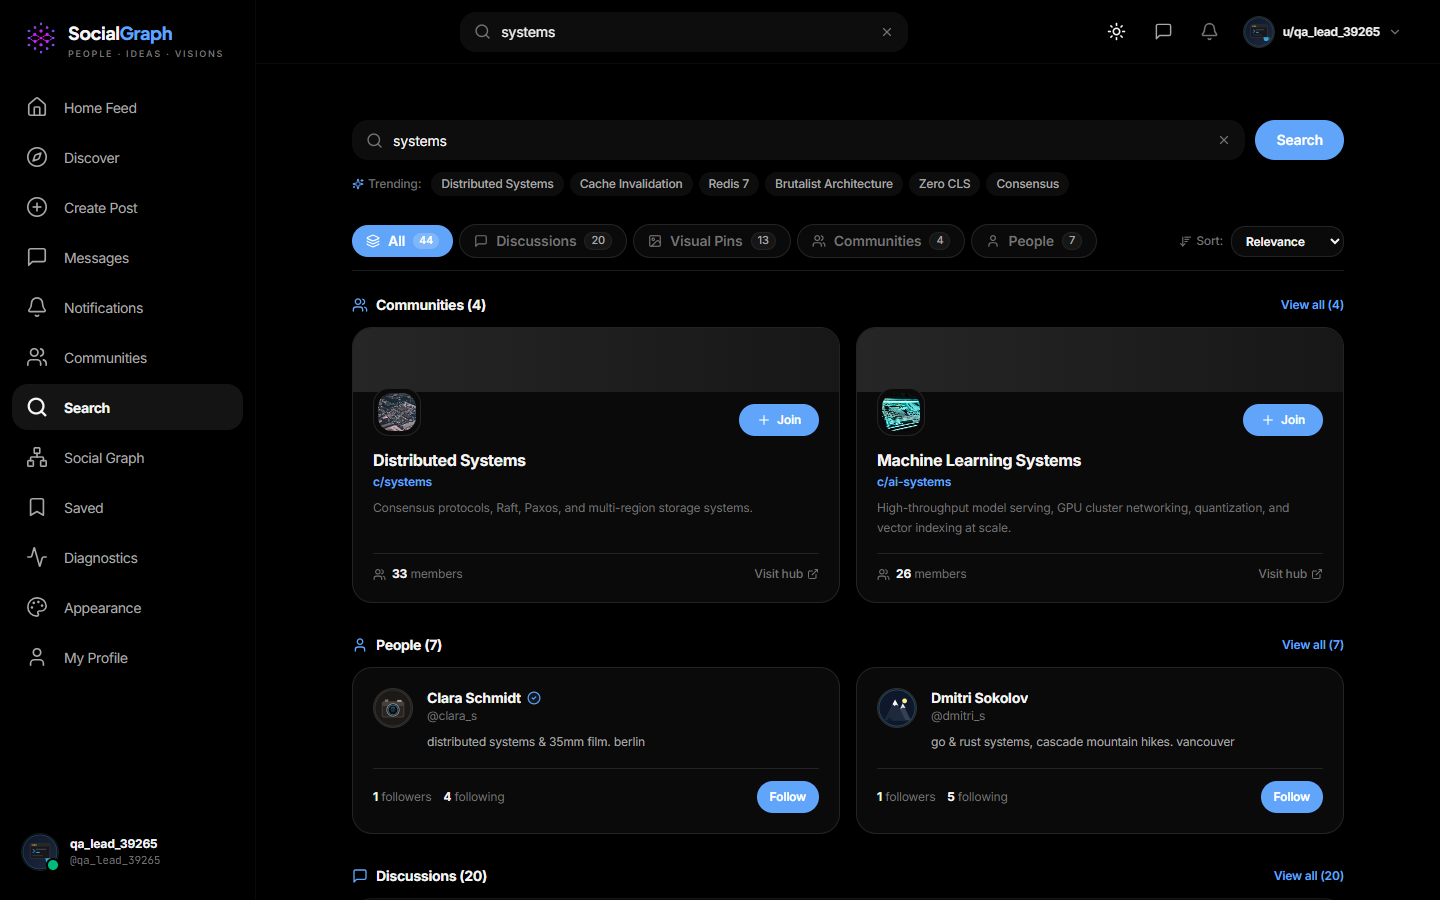 SocialGraph
PEOPLE · IDEAS · VISIONS
systems
u/qa_lead_39265
Home Feed
Discover
Create Post
Messages
Notifications
Communities
Search
Social Graph
Saved
Diagnostics
Appearance
My Profile
qa_lead_39265
@qa_lead_39265
systems
Search
Trending: Distributed Systems Cache Invalidation Redis 7 Brutalist Architecture Zero CLS Consensus
All 44 Discussions 20 Visual Pins 13 Communities 4 People 7 Sort: Relevance
Communities (4) View all (4)
Join
Distributed Systems
c/systems
Consensus protocols, Raft, Paxos, and multi-region storage systems.
33 members Visit hub
Join
Machine Learning Systems
c/ai-systems
High-throughput model serving, GPU cluster networking, quantization, and
vector indexing at scale.
26 members Visit hub
People (7) View all (7)
Clara Schmidt
@clara_s
distributed systems & 35mm film. berlin
1 followers 4 following Follow
Dmitri Sokolov
@dmitri_s
go & rust systems, cascade mountain hikes. vancouver
1 followers 5 following Follow
Discussions (20) View all (20)